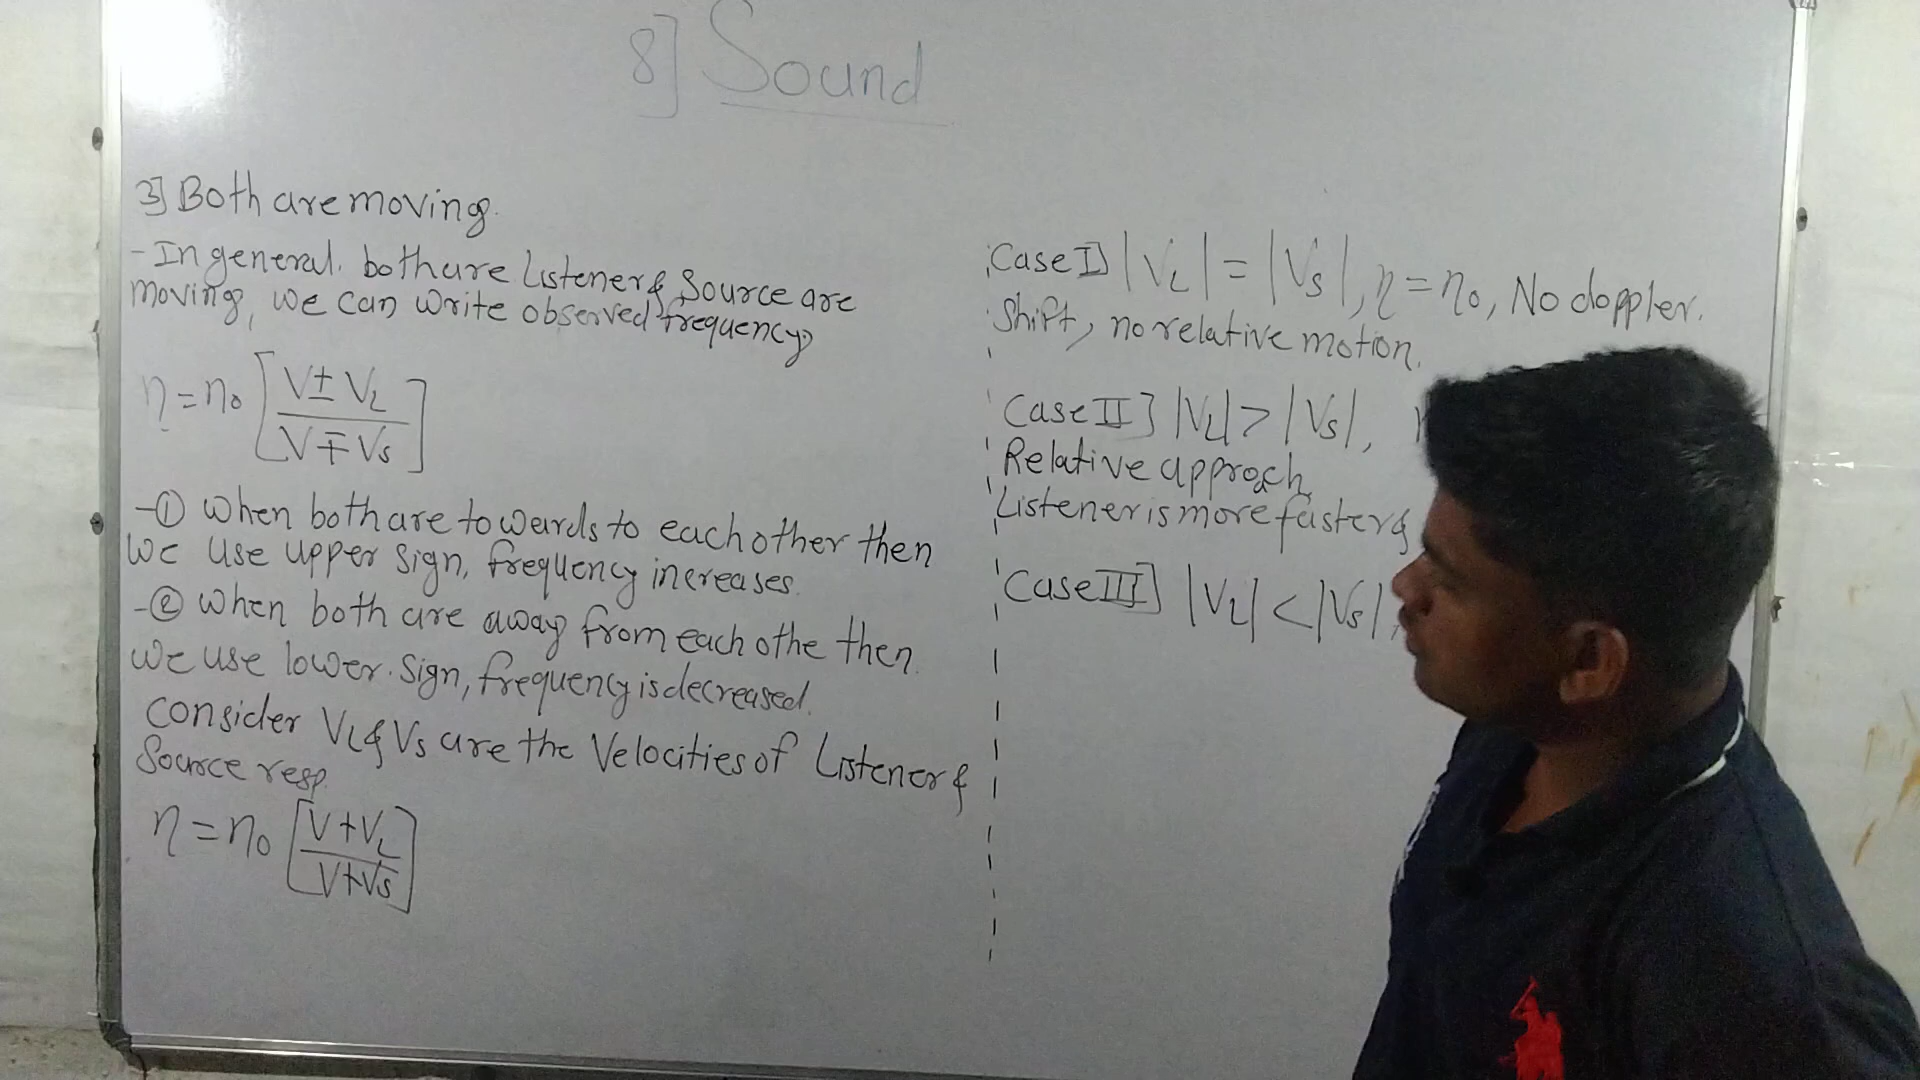 8] Sound
3] Both are moving.
- In general. both are Listener & Source are
moving, we can write observed frequency
n = n₀ [V ± V_L / V ∓ V_S]
- ① When both are towards to each other then
we use upper sign, frequency increases.
- ② When both are away from each othe then.
we use lower. sign, frequency is decreased.
consider V_L & V_S are the Velocities of Listener &
Source resp.
n = n₀ [V + V_L / V + V_S]
Case I] |V_L| = |V_S|, n = n₀, No doppler.
Shift, no relative motion.
Case II] |V_L| > |V_S|,
Relative approach,
Listener is more faster &
Case III] |V_L| < |V_S|,